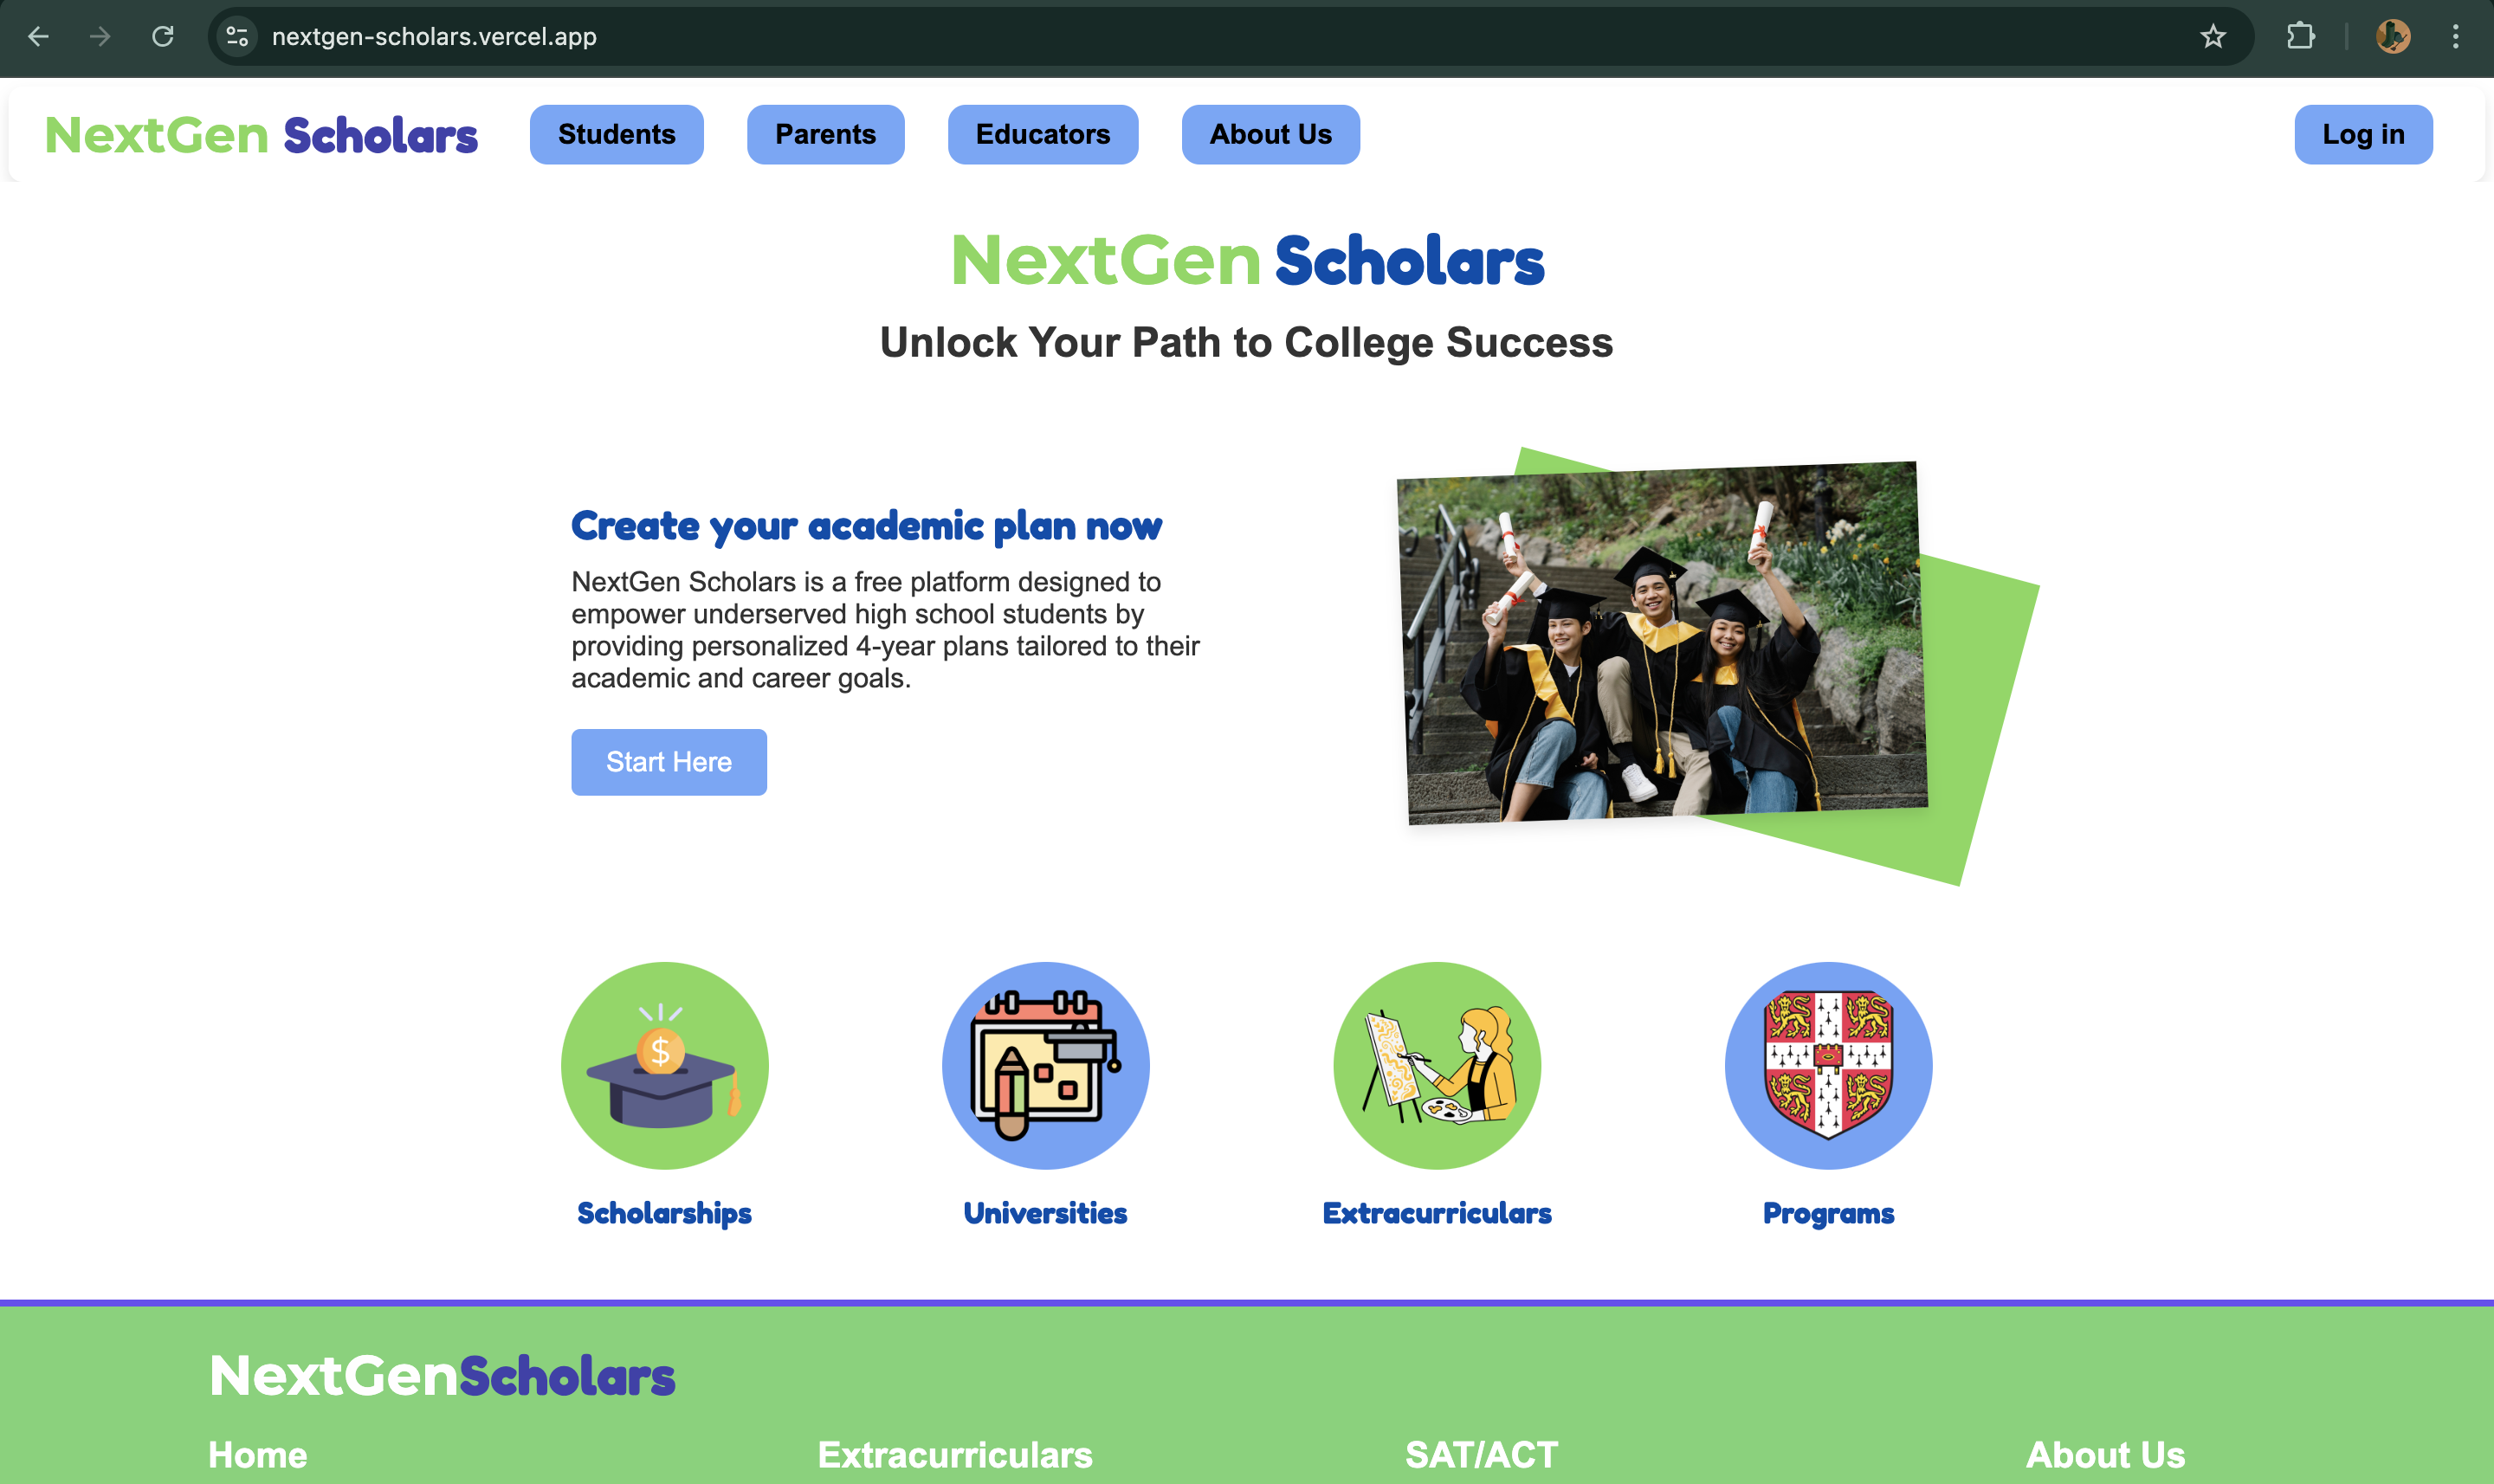 nextgen-scholars.vercel.app
NextGen Scholars
Students
Parents
Educators
About Us
Log in
NextGen Scholars
Unlock Your Path to College Success
Create your academic plan now
NextGen Scholars is a free platform designed to
empower underserved high school students by
providing personalized 4-year plans tailored to their
academic and career goals.
Start Here
$
Scholarships
Universities
Extracurriculars
Programs
NextGenScholars
Home
Extracurriculars
SAT/ACT
About Us